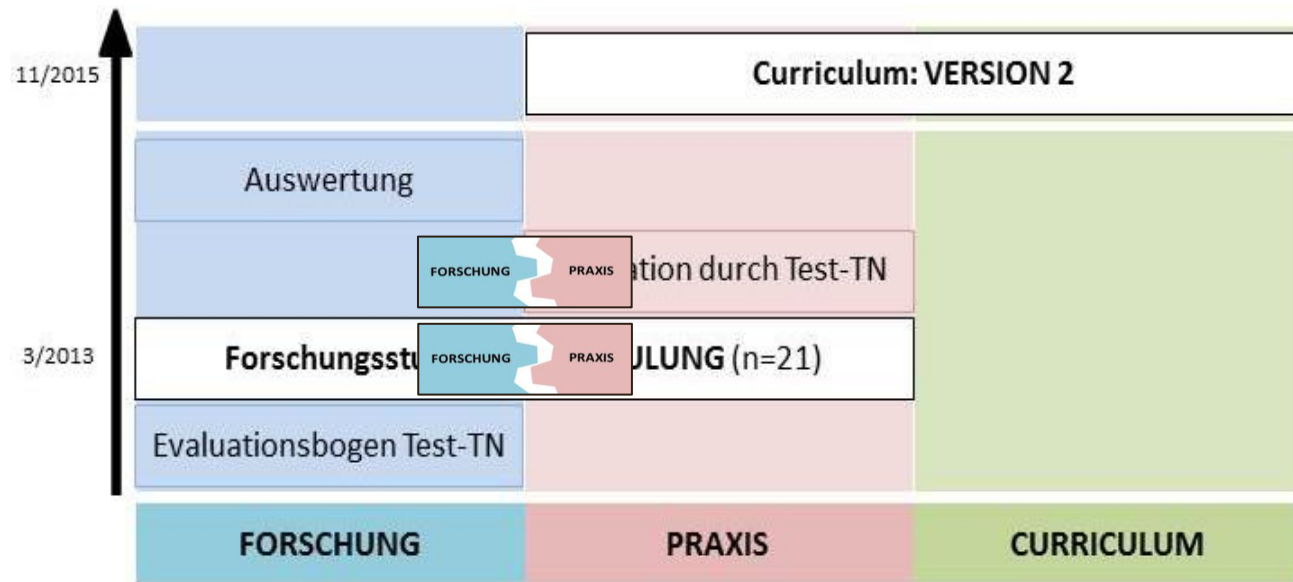 11/2015
Curriculum: VERSION 2
Auswertung
FORSCHUNG PRAXIS
ation durch Test-TN
3/2013
Forschungsstu
FORSCHUNG PRAXIS
ULUNG (n=21)
Evaluationsbogen Test-TN
FORSCHUNG PRAXIS CURRICULUM